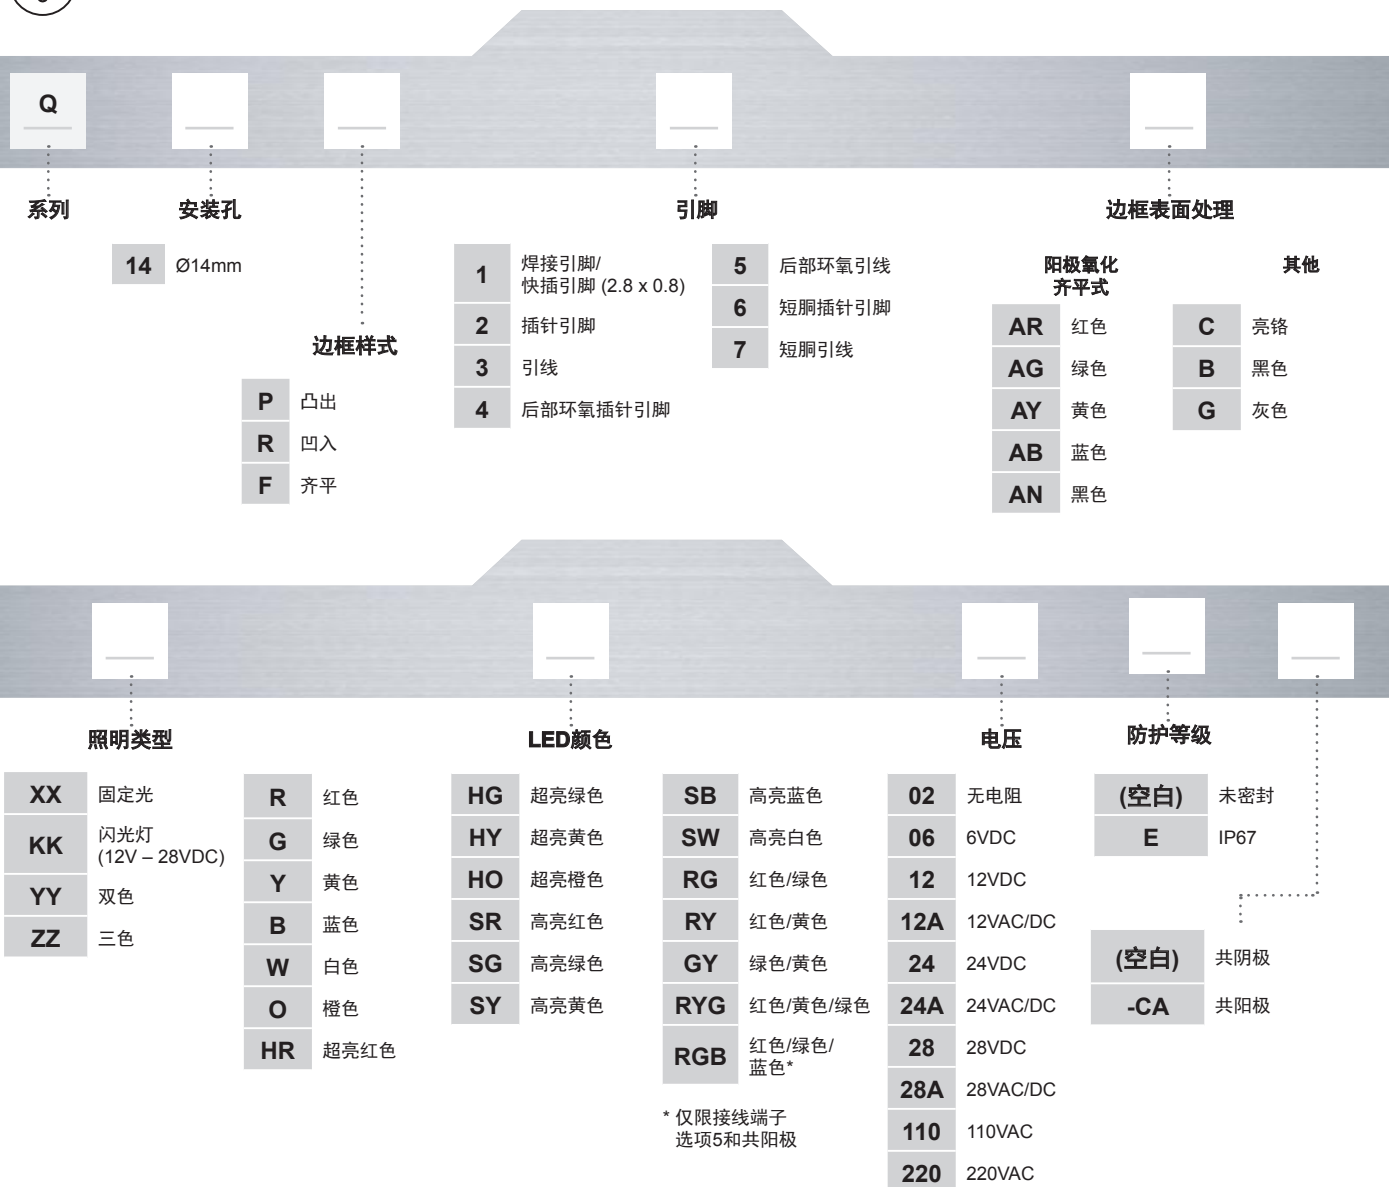 Q
系列
安装孔
14 Ø14mm
边框样式
P 凸出
R 凹入
F 齐平
引脚
1 焊接引脚/
快插引脚 (2.8 x 0.8)
2 插针引脚
3 引线
4 后部环氧插针引脚
5 后部环氧引线
6 短胴插针引脚
7 短胴引线
边框表面处理
阳极氧化
齐平式
AR 红色
AG 绿色
AY 黄色
AB 蓝色
AN 黑色
其他
C 亮铬
B 黑色
G 灰色
照明类型
XX 固定光
KK 闪光灯
(12V – 28VDC)
YY 双色
ZZ 三色
LED颜色
R 红色
G 绿色
Y 黄色
B 蓝色
W 白色
O 橙色
HR 超亮红色
HG 超亮绿色
HY 超亮黄色
HO 超亮橙色
SR 高亮红色
SG 高亮绿色
SY 高亮黄色
SB 高亮蓝色
SW 高亮白色
RG 红色/绿色
RY 红色/黄色
GY 绿色/黄色
RYG 红色/黄色/绿色
RGB 红色/绿色/
蓝色*
* 仅限接线端子
选项5和共阳极
电压
02 无电阻
06 6VDC
12 12VDC
12A 12VAC/DC
24 24VDC
24A 24VAC/DC
28 28VDC
28A 28VAC/DC
110 110VAC
220 220VAC
防护等级
(空白) 未密封
E IP67
(空白) 共阴极
-CA 共阳极